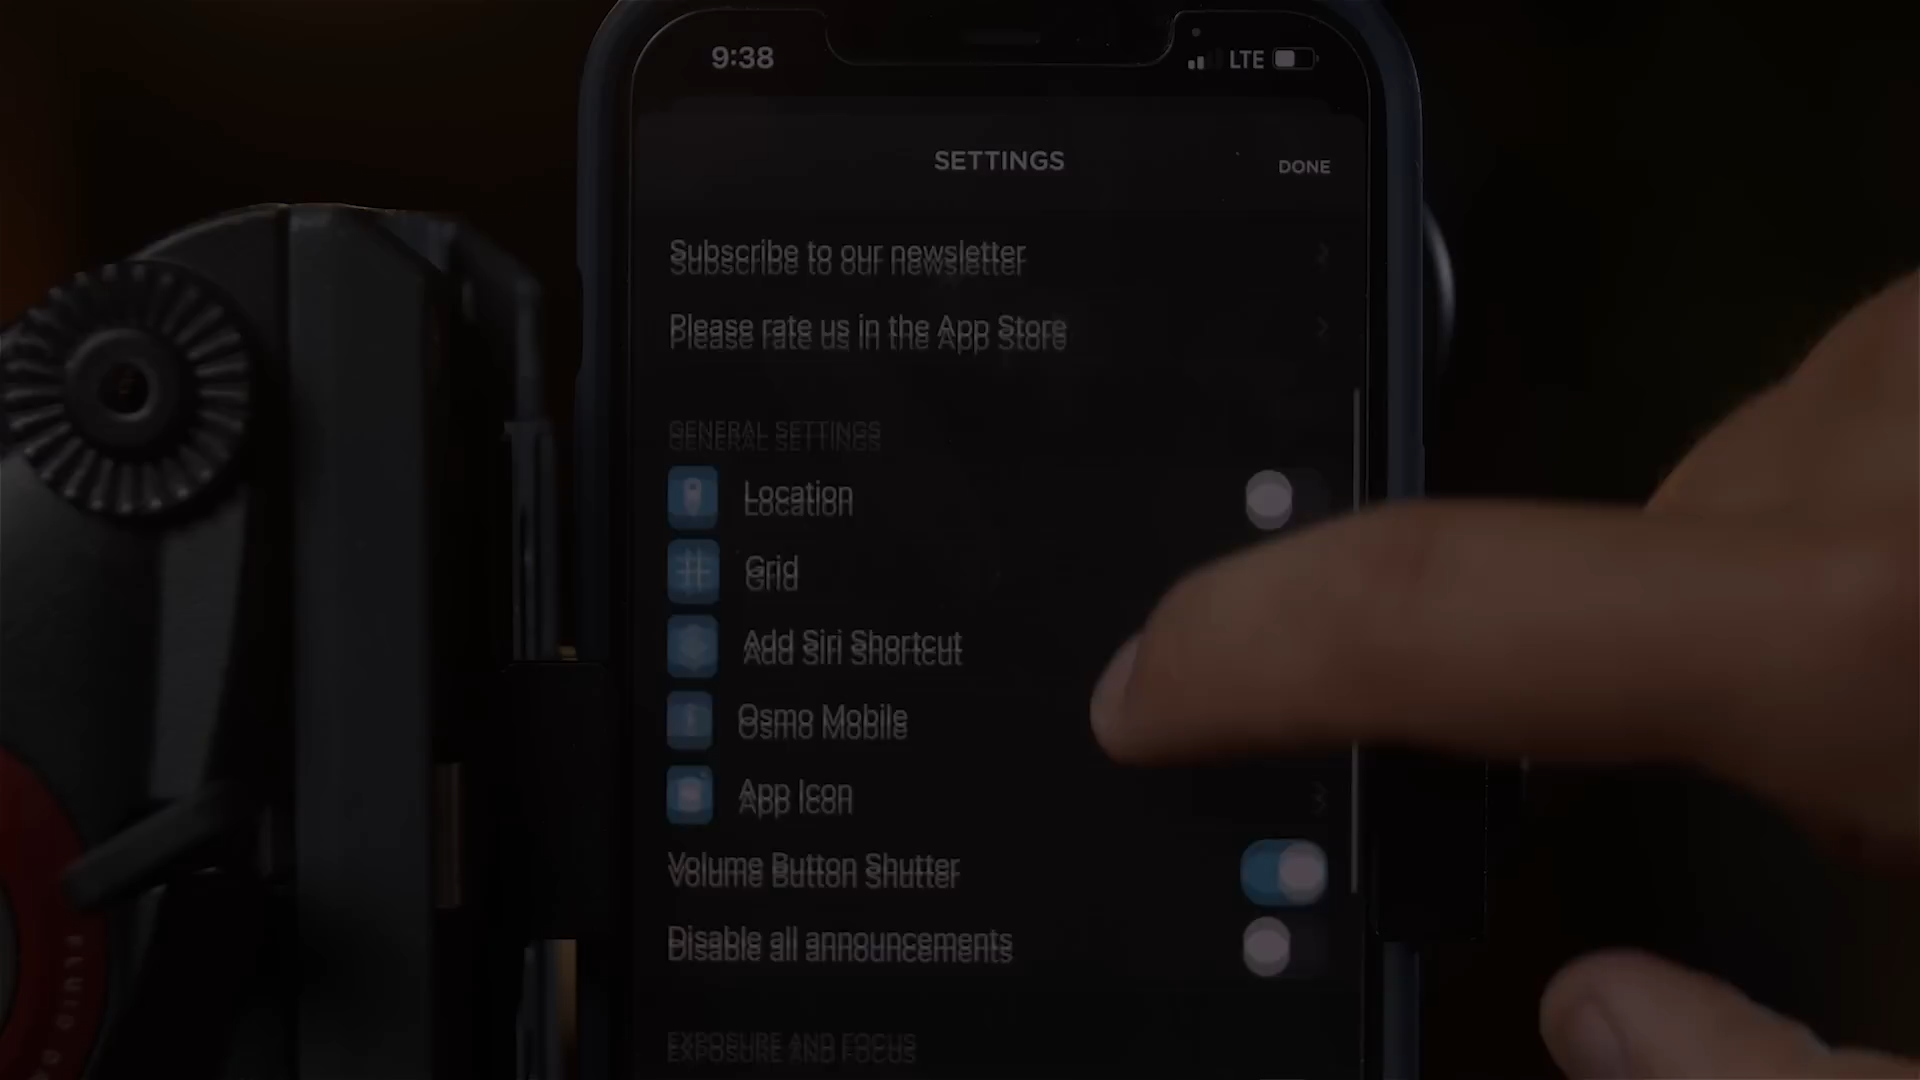 9:38
LTE
SETTINGS
DONE
Subscribe to our newsletter
Please rate us in the App Store
GENERAL SETTINGS
Location
Grid
Add Siri Shortcut
Osmo Mobile
App Icon
Volume Button Shutter
Disable all announcements
EXPOSURE AND FOCUS
FLUID